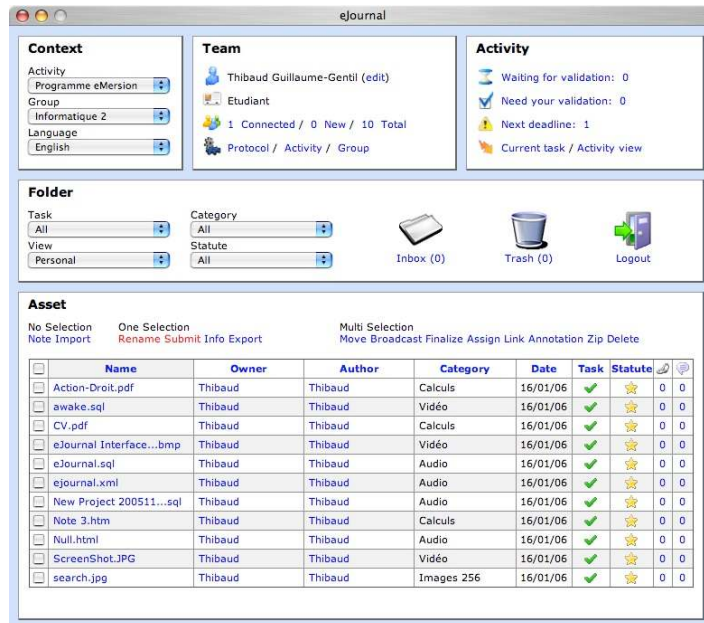 eJournal
Context
Activity
Programme eMersion
Group
Informatique 2
Language
English
Team
Thibaud Guillaume-Gentil (edit)
Etudiant
1 Connected / 0 New / 10 Total
Protocol / Activity / Group
Activity
Waiting for validation: 0
Need your validation: 0
Next deadline: 1
Current task / Activity view
Folder
Task
All
View
Personal
Category
All
Statute
All
Inbox (0)
Trash (0)
Logout
Asset
No Selection One Selection Multi Selection
Note Import Rename Submit Info Export Move Broadcast Finalize Assign Link Annotation Zip Delete
Name Owner Author Category Date Task Statute
Action-Droit.pdf Thibaud Thibaud Calculs 16/01/06 0 0
awake.sql Thibaud Thibaud Vidéo 16/01/06 0 0
CV.pdf Thibaud Thibaud Calculs 16/01/06 0 0
eJournal Interface...bmp Thibaud Thibaud Vidéo 16/01/06 0 0
eJournal.sql Thibaud Thibaud Audio 16/01/06 0 0
ejournal.xml Thibaud Thibaud Audio 16/01/06 0 0
New Project 200511...sql Thibaud Thibaud Audio 16/01/06 0 0
Note 3.htm Thibaud Thibaud Calculs 16/01/06 0 0
Null.html Thibaud Thibaud Audio 16/01/06 0 0
ScreenShot.JPG Thibaud Thibaud Vidéo 16/01/06 0 0
search.jpg Thibaud Thibaud Images 256 16/01/06 0 0